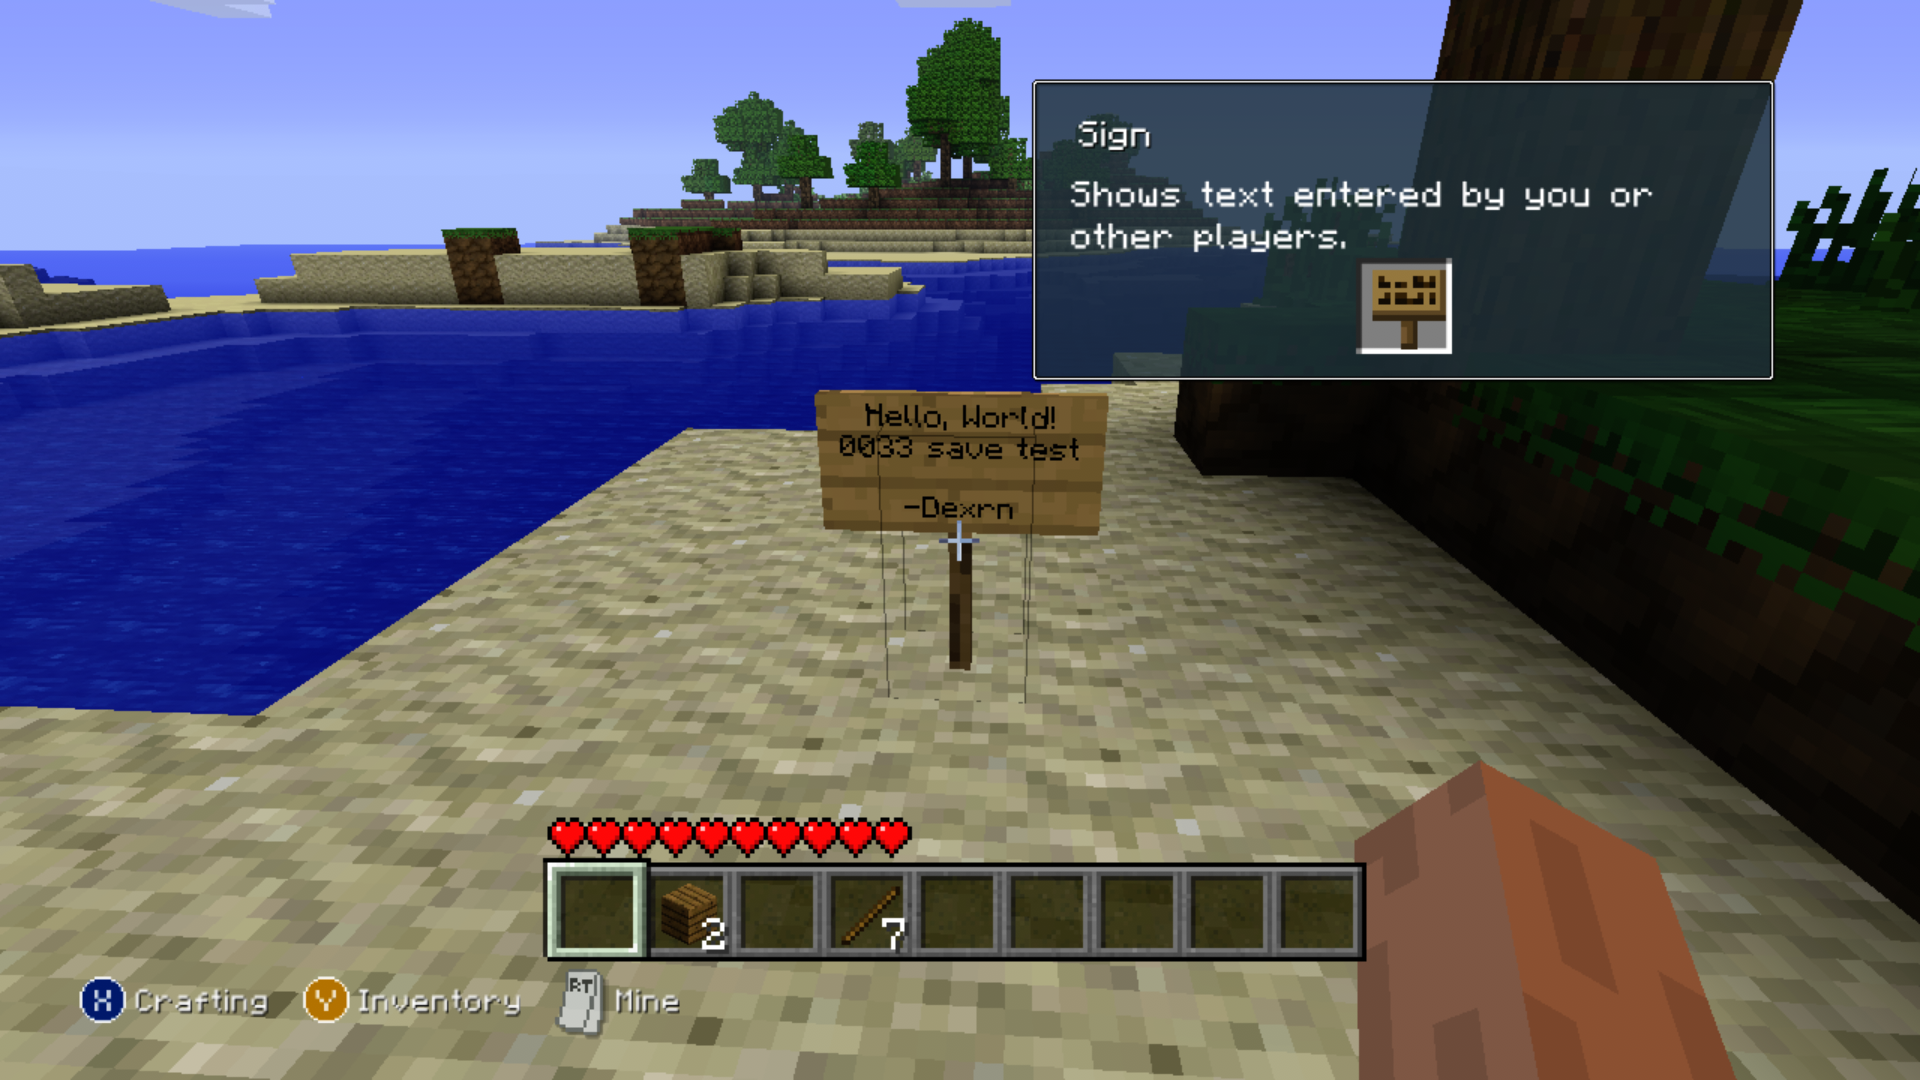 Sign
Shows text entered by you or
other players.
Hello, World!
0033 save test
-Dexrn
2
7
X Crafting
Y Inventory
RT Mine